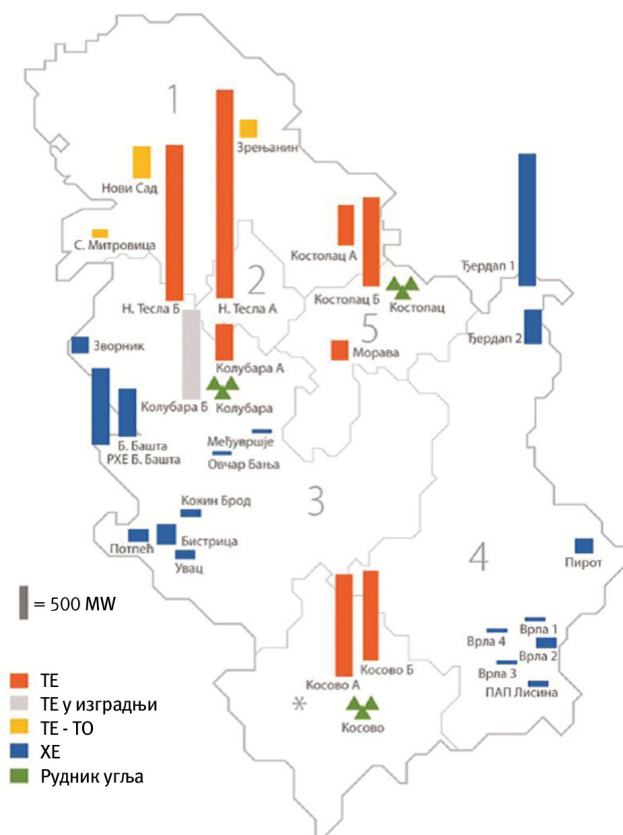 1
Зрењанин
Нови Сад
С. Митровица
Костолац А
Ђердап 1
2
Н. Тесла Б
Н. Тесла А
Костолац Б
Костолац
5
Ђердап 2
Зворник
Морава
Колубара А
Колубара Б
Колубара
Међувршје
Б. Башта
РХЕ Б. Башта
Овчар Бања
Кокин Брод
3
Потпећ
Бистрица
Увац
4
Пирот
= 500 MW
Врла 1
Врла 4
Врла 2
Врла 3
ПАП Лисина
Косово Б
Косово А
*
Косово
ТЕ
ТЕ у изградњи
ТЕ - ТО
ХЕ
Рудник угља